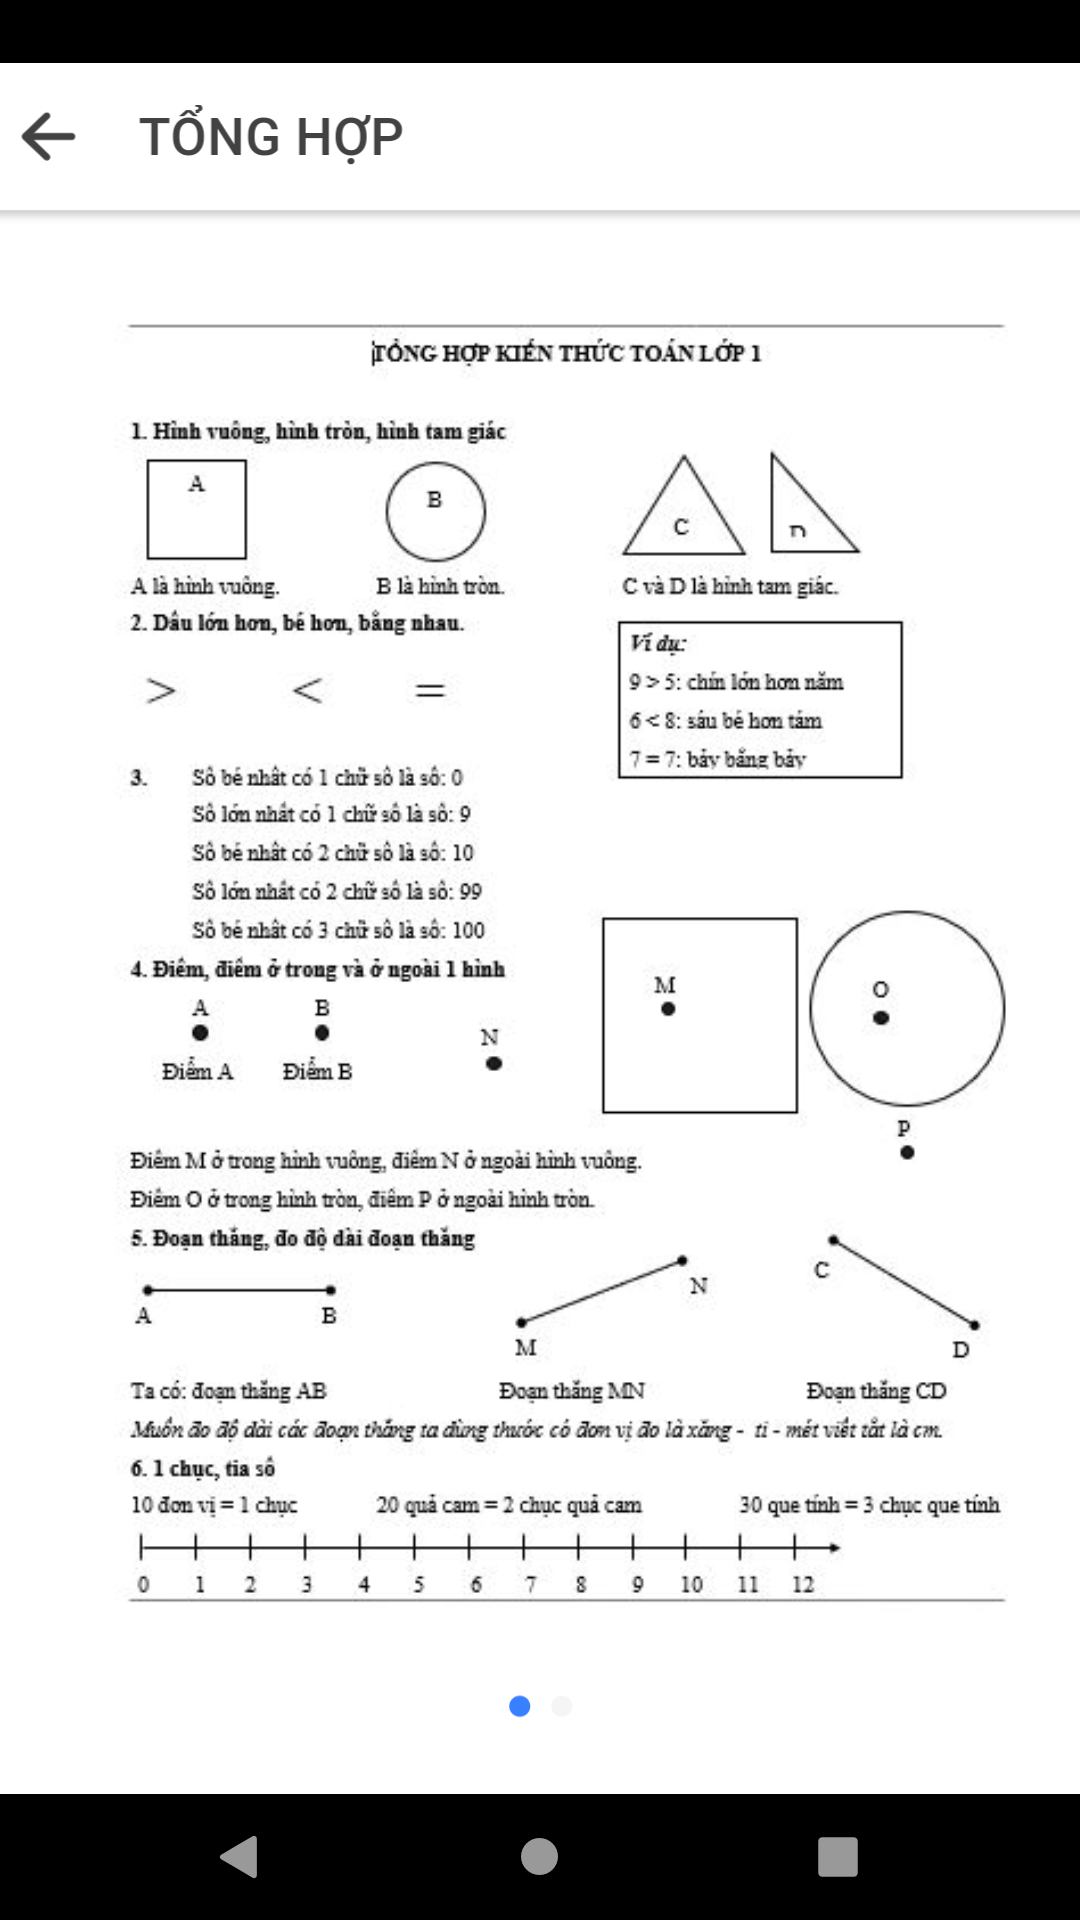 TỔNG HỢP
TỔNG HỢP KIẾN THỨC TOÁN LỚP 1
1. Hình vuông, hình tròn, hình tam giác
A
B
C
D
A là hình vuông.
B là hình tròn.
C và D là hình tam giác.
2. Dấu lớn hơn, bé hơn, bằng nhau.
> < =
Ví dụ:
9 > 5: chín lớn hơn năm
6 < 8: sáu bé hơn tám
7 = 7: bảy bằng bảy
3. Số bé nhất có 1 chữ số là số: 0
Số lớn nhất có 1 chữ số là số: 9
Số bé nhất có 2 chữ số là số: 10
Số lớn nhất có 2 chữ số là số: 99
Số bé nhất có 3 chữ số là số: 100
4. Điểm, điểm ở trong và ở ngoài 1 hình
A
B
N
M
O
P
Điểm A
Điểm B
Điểm M ở trong hình vuông, điểm N ở ngoài hình vuông.
Điểm O ở trong hình tròn, điểm P ở ngoài hình tròn.
5. Đoạn thẳng, đo độ dài đoạn thẳng
A
B
M
N
C
D
Ta có: đoạn thẳng AB
Đoạn thẳng MN
Đoạn thẳng CD
Muốn đo độ dài các đoạn thẳng ta dùng thước có đơn vị đo là xăng - ti - mét viết tắt là cm.
6. 1 chục, tia số
10 đơn vị = 1 chục
20 quả cam = 2 chục quả cam
30 que tính = 3 chục que tính
0 1 2 3 4 5 6 7 8 9 10 11 12